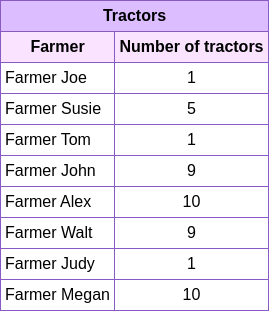 Tractors
Farmer Number of tractors
Farmer Joe 1
Farmer Susie 5
Farmer Tom 1
Farmer John 9
Farmer Alex 10
Farmer Walt 9
Farmer Judy 1
Farmer Megan 10